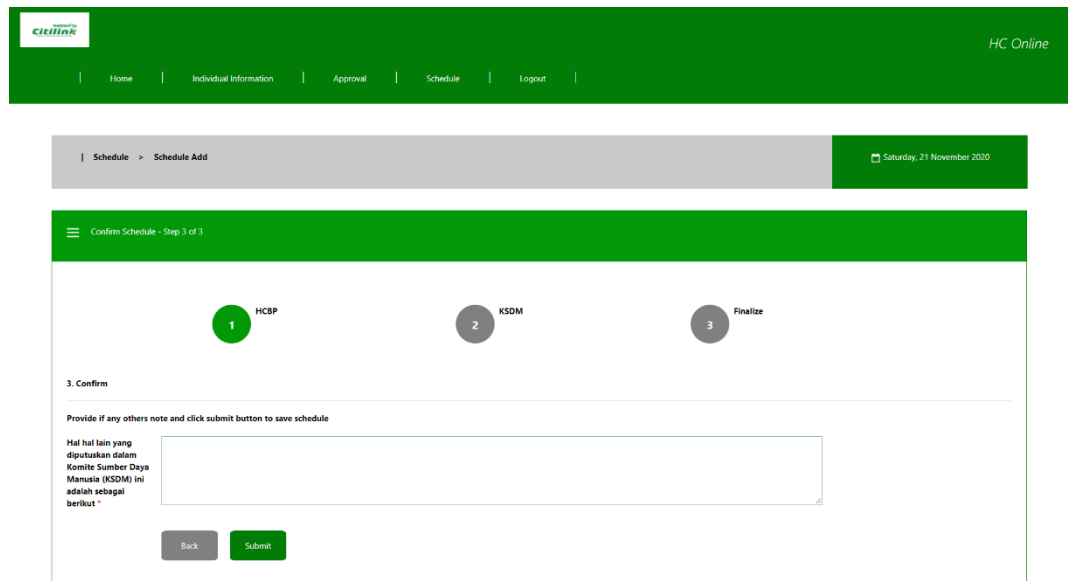 Citilink
HC Online
| Home | Individual Information | Approval | Schedule | Logout |
| Schedule > Schedule Add
Saturday, 21 November 2020
Confirm Schedule - Step 3 of 3
1 HCBP
2 KSDM
3 Finalize
3. Confirm
Provide if any others note and click submit button to save schedule
Hal hal lain yang
diputuskan dalam
Komite Sumber Daya
Manusia (KSDM) ini
adalah sebagai
berikut *
Back Submit